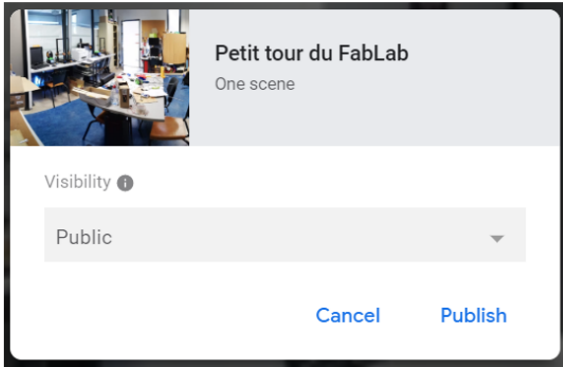 Petit tour du FabLab
One scene
Visibility
Public
Cancel Publish